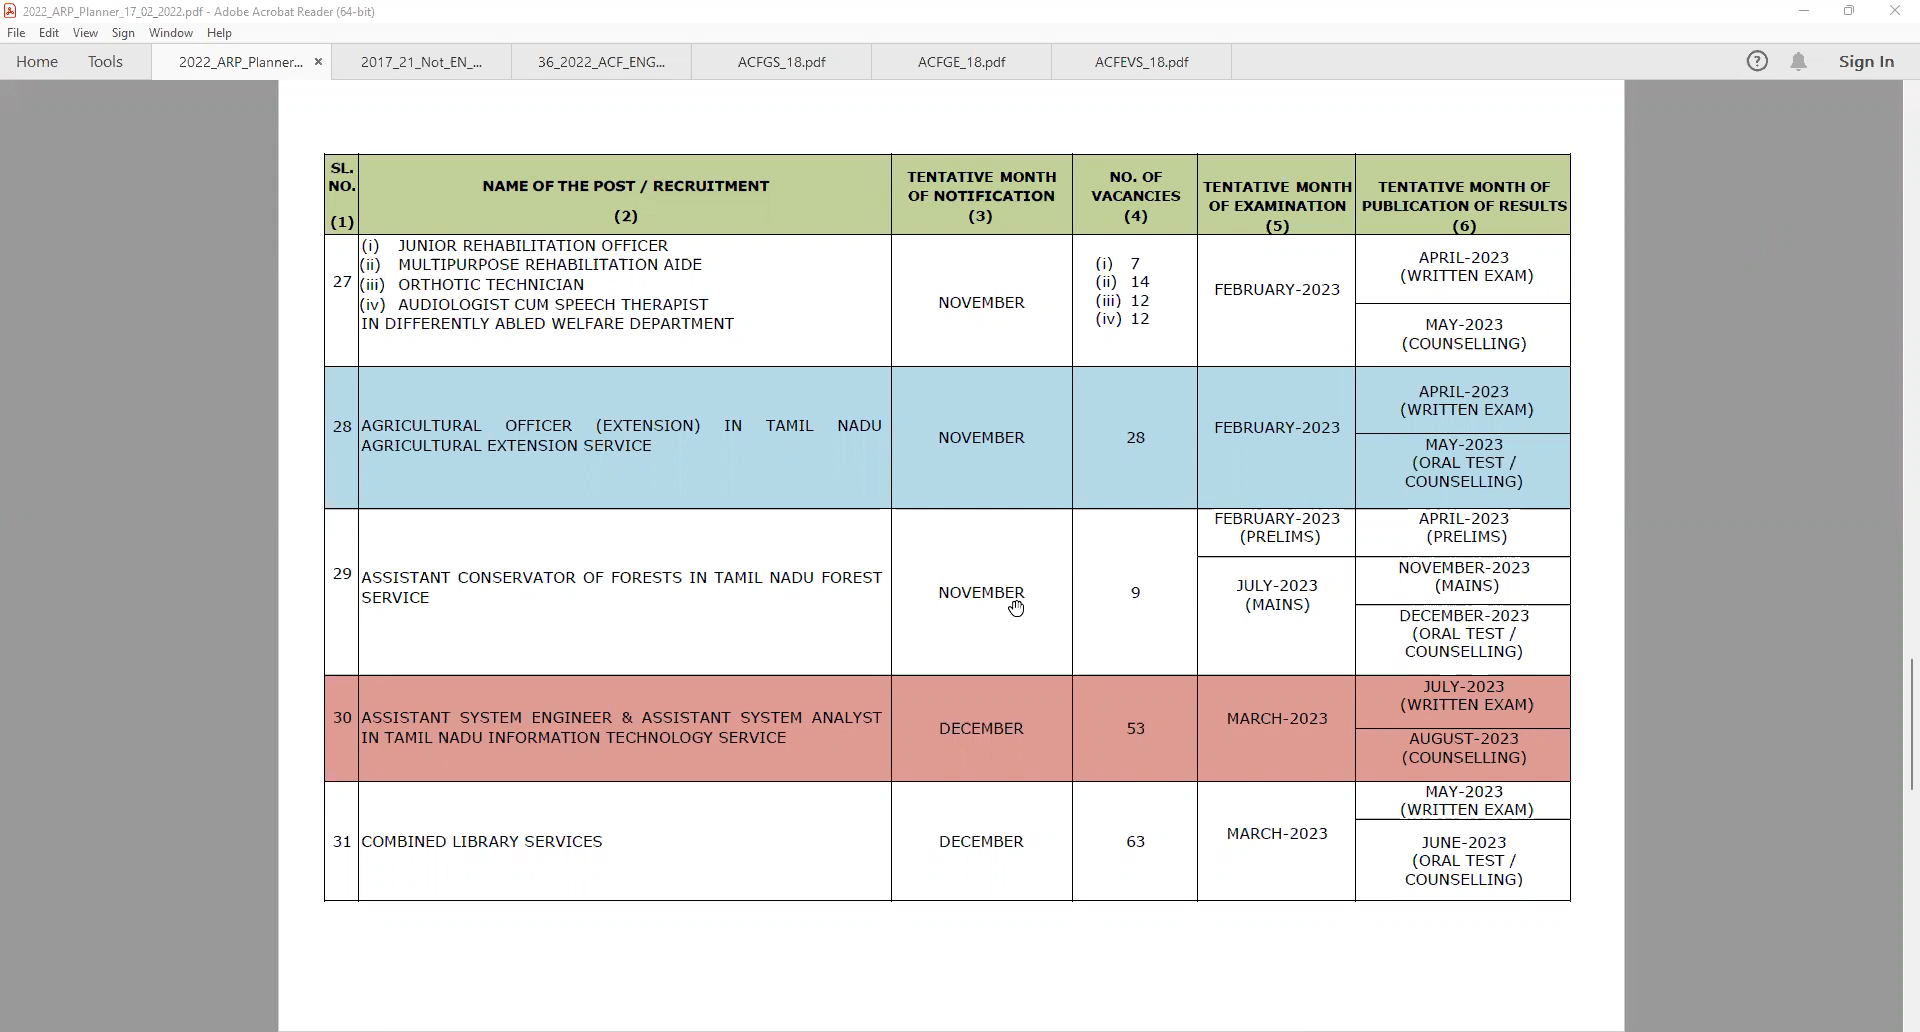 2022_ARP_Planner_17_02_2022.pdf - Adobe Acrobat Reader (64-bit)
File Edit View Sign Window Help
Home Tools 2022_ARP_Planner... × 2017_21_Not_EN_... 36_2022_ACF_ENG... ACFGS_18.pdf ACFGE_18.pdf ACFEVS_18.pdf Sign In
SL.
NO.
(1)
NAME OF THE POST / RECRUITMENT
(2)
TENTATIVE MONTH
OF NOTIFICATION
(3)
NO. OF
VACANCIES
(4)
TENTATIVE MONTH
OF EXAMINATION
(5)
TENTATIVE MONTH OF
PUBLICATION OF RESULTS
(6)
27
(i) JUNIOR REHABILITATION OFFICER
(ii) MULTIPURPOSE REHABILITATION AIDE
(iii) ORTHOTIC TECHNICIAN
(iv) AUDIOLOGIST CUM SPEECH THERAPIST
IN DIFFERENTLY ABLED WELFARE DEPARTMENT
NOVEMBER
(i) 7
(ii) 14
(iii) 12
(iv) 12
FEBRUARY-2023
APRIL-2023
(WRITTEN EXAM)
MAY-2023
(COUNSELLING)
28
AGRICULTURAL OFFICER (EXTENSION) IN TAMIL NADU
AGRICULTURAL EXTENSION SERVICE
NOVEMBER
28
FEBRUARY-2023
APRIL-2023
(WRITTEN EXAM)
MAY-2023
(ORAL TEST /
COUNSELLING)
29
ASSISTANT CONSERVATOR OF FORESTS IN TAMIL NADU FOREST
SERVICE
NOVEMBER
9
FEBRUARY-2023
(PRELIMS)
JULY-2023
(MAINS)
APRIL-2023
(PRELIMS)
NOVEMBER-2023
(MAINS)
DECEMBER-2023
(ORAL TEST /
COUNSELLING)
30
ASSISTANT SYSTEM ENGINEER & ASSISTANT SYSTEM ANALYST
IN TAMIL NADU INFORMATION TECHNOLOGY SERVICE
DECEMBER
53
MARCH-2023
JULY-2023
(WRITTEN EXAM)
AUGUST-2023
(COUNSELLING)
31
COMBINED LIBRARY SERVICES
DECEMBER
63
MARCH-2023
MAY-2023
(WRITTEN EXAM)
JUNE-2023
(ORAL TEST /
COUNSELLING)